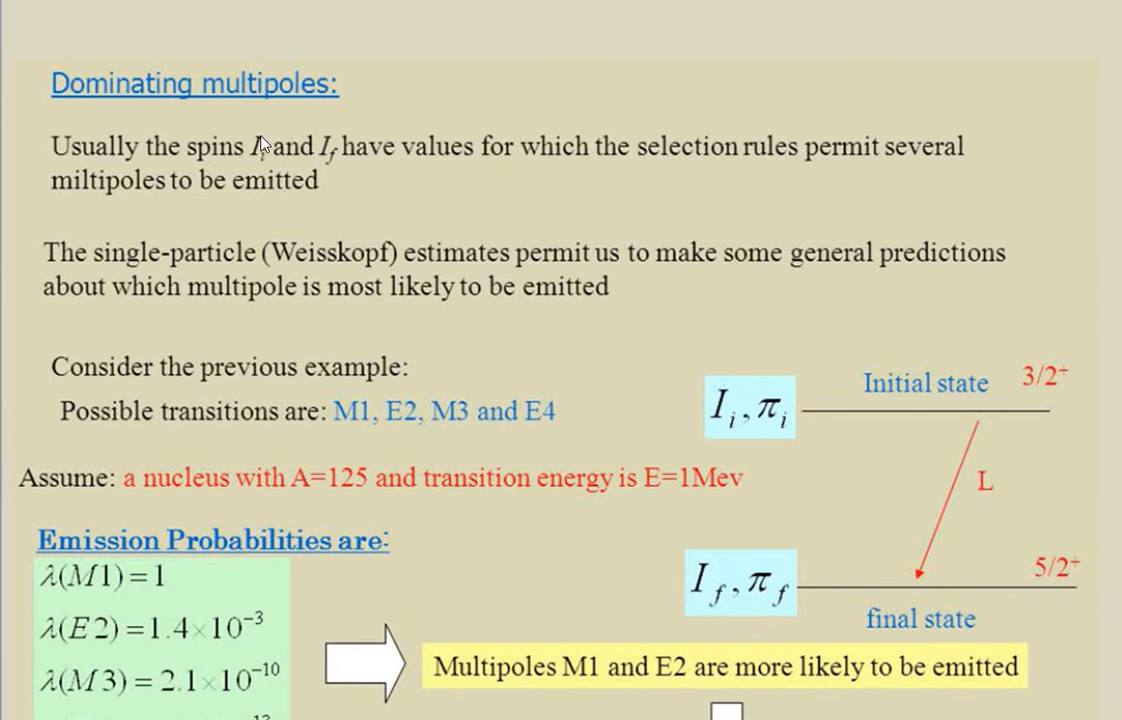 Dominating multipoles:
Usually the spins I and I_f have values for which the selection rules permit several
miltipoles to be emitted
The single-particle (Weisskopf) estimates permit us to make some general predictions
about which multipole is most likely to be emitted
Consider the previous example:
Possible transitions are: M1, E2, M3 and E4
Initial state 3/2⁺
I_i, π_i
Assume: a nucleus with A=125 and transition energy is E=1Mev
L
Emission Probabilities are:
λ(M1) = 1
λ(E2) = 1.4×10⁻³
λ(M3) = 2.1×10⁻¹⁰
I_f, π_f
5/2⁺
final state
Multipoles M1 and E2 are more likely to be emitted